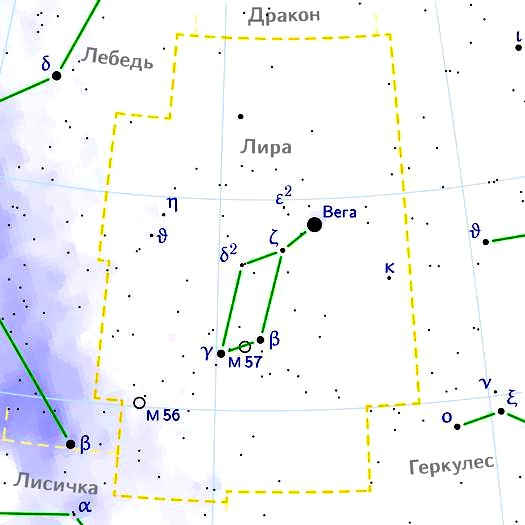 Дракон
ι
Лебедь
δ
Лира
ε²
η
Вега
ϑ
ζ
ϑ
δ²
κ
β
γ
M 57
ν
ξ
M 56
ο
β
Геркулес
Лисичка
α